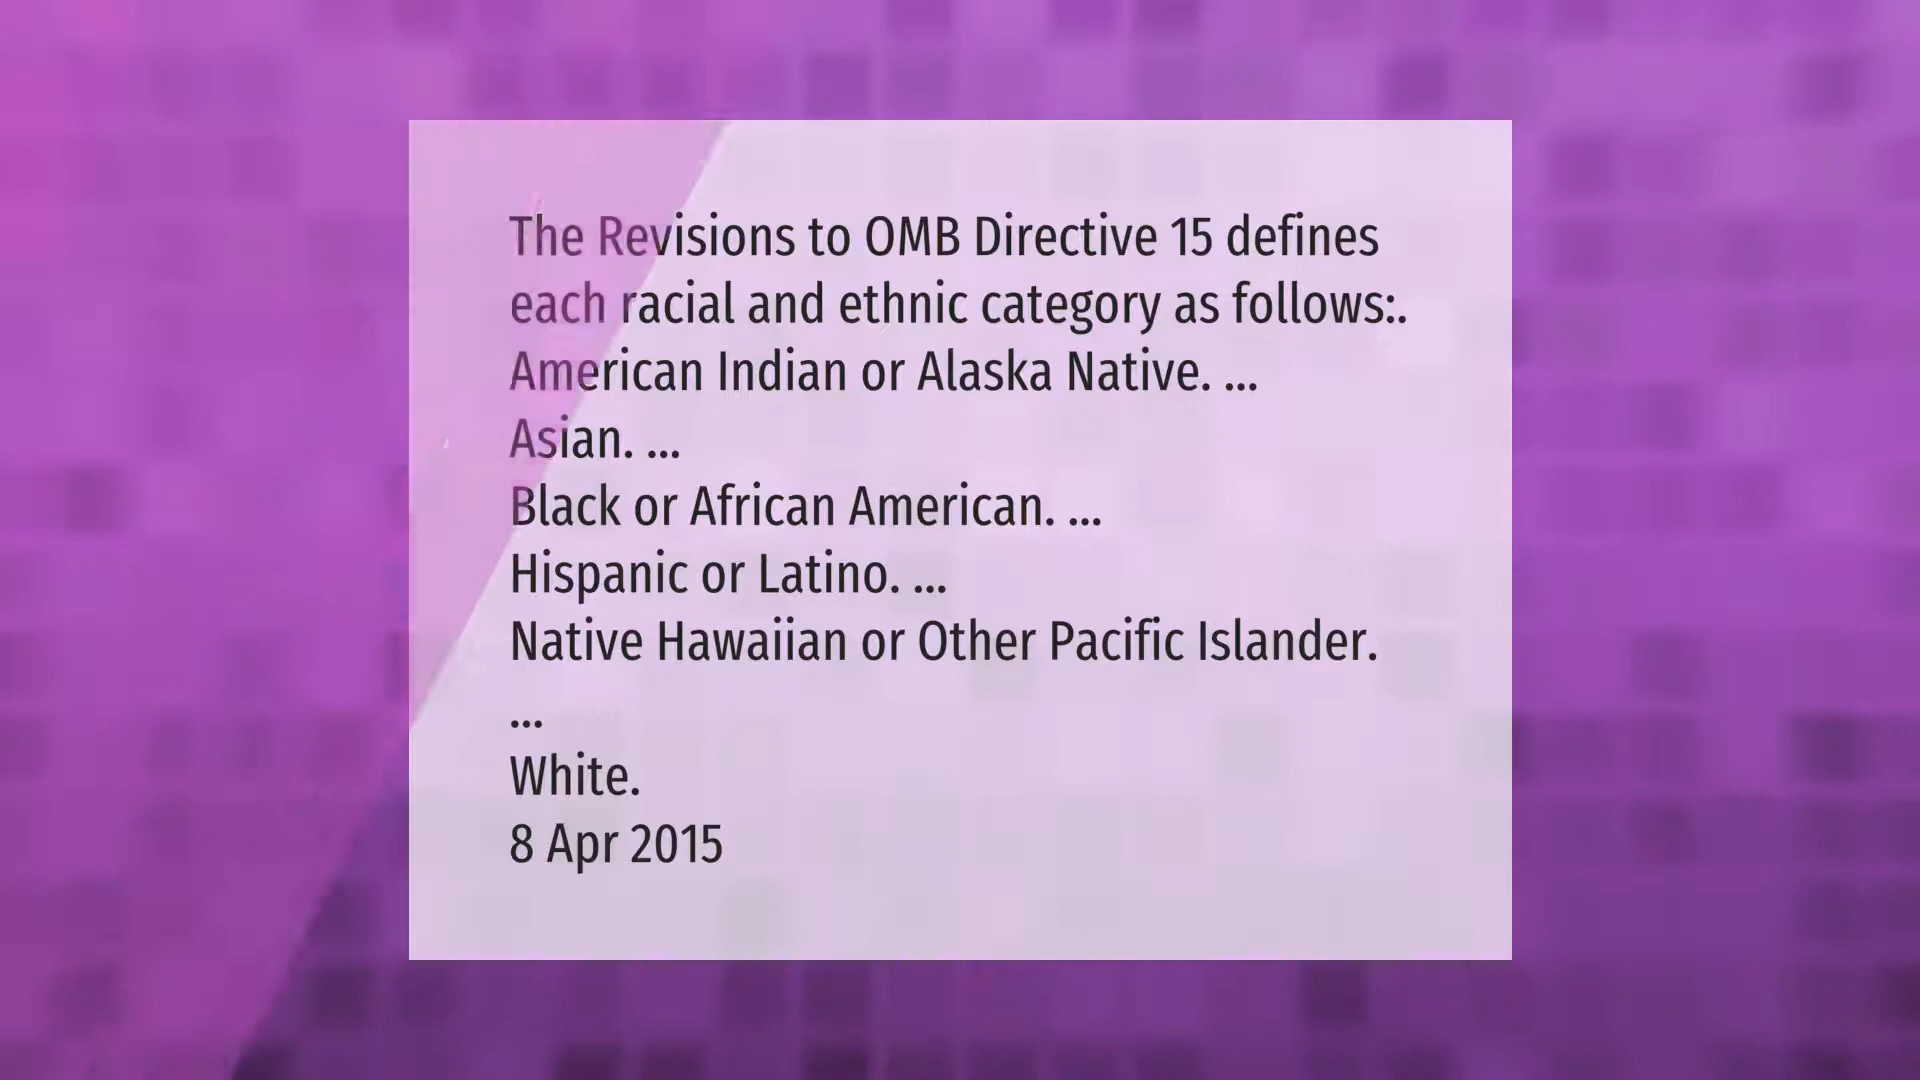 The Revisions to OMB Directive 15 defines
each racial and ethnic category as follows:.
American Indian or Alaska Native. ...
Asian. ...
Black or African American. ...
Hispanic or Latino. ...
Native Hawaiian or Other Pacific Islander.
...
White.
8 Apr 2015